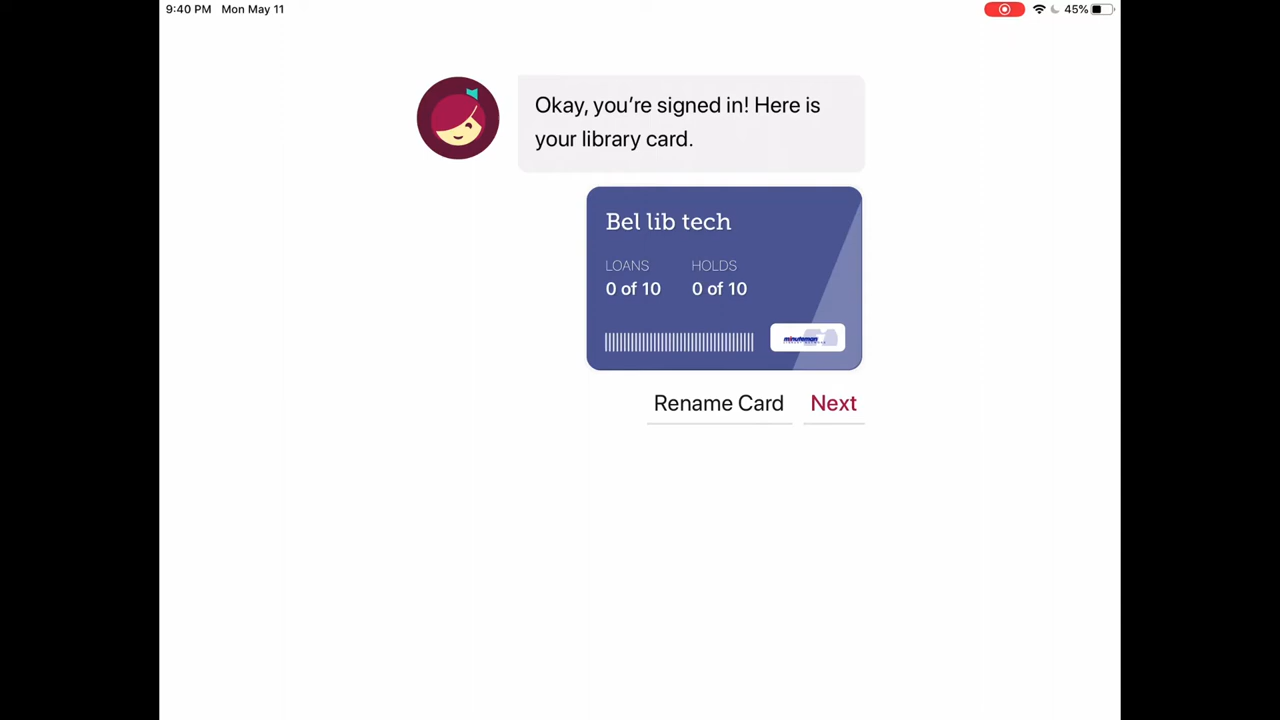 9:40 PM Mon May 11
45%
Okay, you’re signed in! Here is
your library card.
Bel lib tech
LOANS HOLDS
0 of 10 0 of 10
minuteman
Rename Card Next